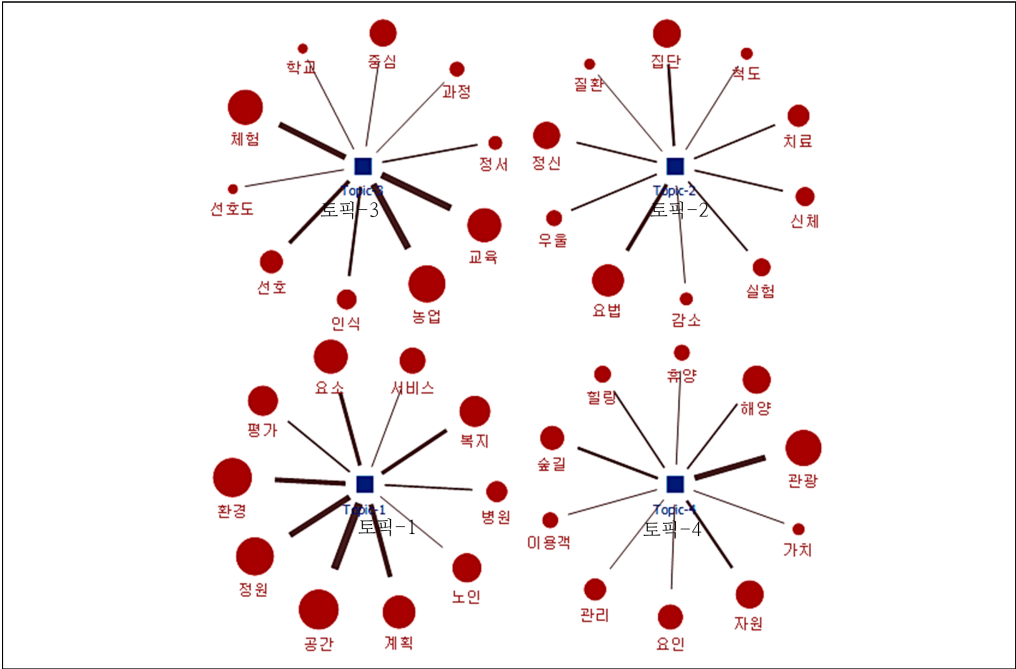 학교
중심
과정
체험
정서
선호도
Topic-3
토픽-3
교육
선호
인식
농업
질환
집단
척도
치료
정신
신체
우울
Topic-2
토픽-2
요법
감소
실험
요소
서비스
평가
복지
환경
병원
Topic-1
토픽-1
정원
노인
공간
계획
휴양
힐링
해양
숲길
관광
이용객
Topic-4
토픽-4
가치
관리
요인
자원